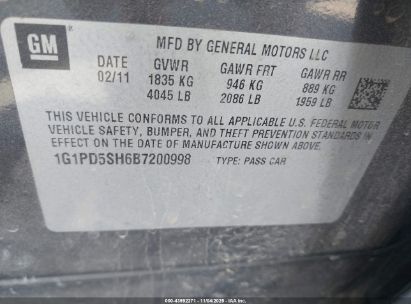 GM
MFD BY GENERAL MOTORS LLC
DATE GVWR GAWR FRT GAWR RR
02/11 1835 KG 946 KG 889 KG
4045 LB 2086 LB 1959 LB
THIS VEHICLE CONFORMS TO ALL APPLICABLE U.S. FEDERAL MOTOR
VEHICLE SAFETY, BUMPER, AND THEFT PREVENTION STANDARDS IN
EFFECT ON THE DATE OF MANUFACTURE SHOWN ABOVE.
1G1PD5SH6B7200998 TYPE: PASS CAR